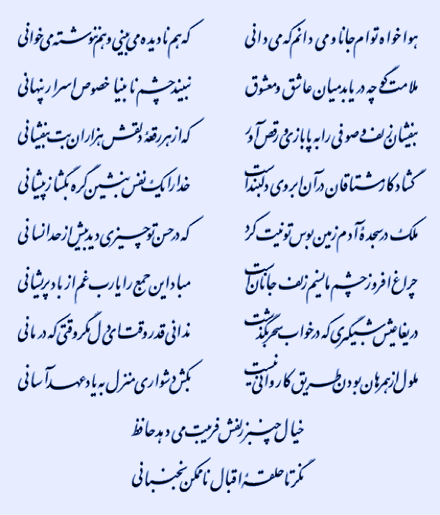 هواخواه توام جانا و می دانم که می دانی که هم نادیده می بینی و هم ننوشته می خوانی
ملامت گو چه دریابد میان عاشق و معشوق نبیند چشم نابینا خصوص اسرار پنهانی
بیفشان زلف و صوفی را به پابازی و رقص آور که از هر رقعه دلقش هزاران بت بیفشانی
گشاد کار مشتاقان در آن ابروی دلبند است خدا را یک نفس بنشین گره بگشا ز پیشانی
ملک در سجده آدم زمین بوس تو نیت کرد که در حسن تو چیزی دید بیش از حد انسانی
چراغ افروز چشم ما نسیم زلف جانان است مباد این جمع را یا رب غم از باد پریشانی
دریغا عیش شبگیری که در خواب سحر بگذشت ندانی قدر وقت ای دل مگر وقتی که درمانی
ملول از همرهان بودن طریق کاروانی نیست بکش دشواری منزل به یاد عهد آسانی
خیال چنبر زلفش فریبت می دهد حافظ
نگر تا حلقه اقبال ناممکن نجنبانی